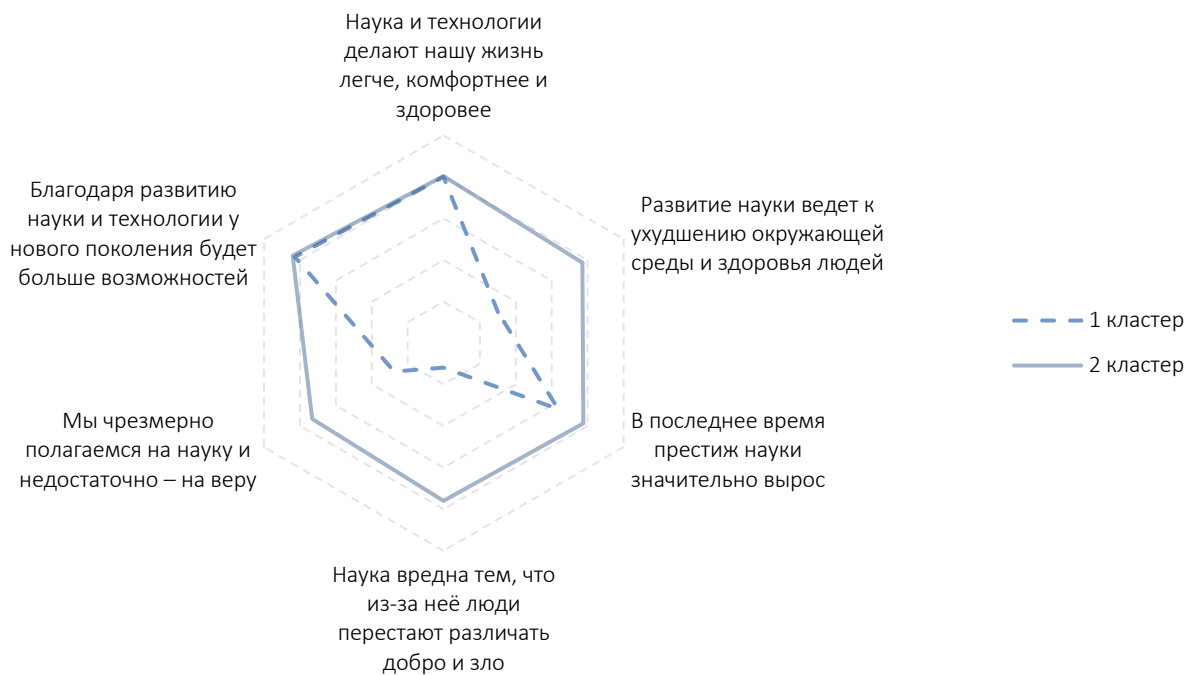 Наука и технологии
делают нашу жизнь
легче, комфортнее и
здоровее
Развитие науки ведет к
ухудшению окружающей
среды и здоровья людей
В последнее время
престиж науки
значительно вырос
Наука вредна тем, что
из-за неё люди
перестают различать
добро и зло
Мы чрезмерно
полагаемся на науку и
недостаточно – на веру
Благодаря развитию
науки и технологии у
нового поколения будет
больше возможностей
1 кластер
2 кластер